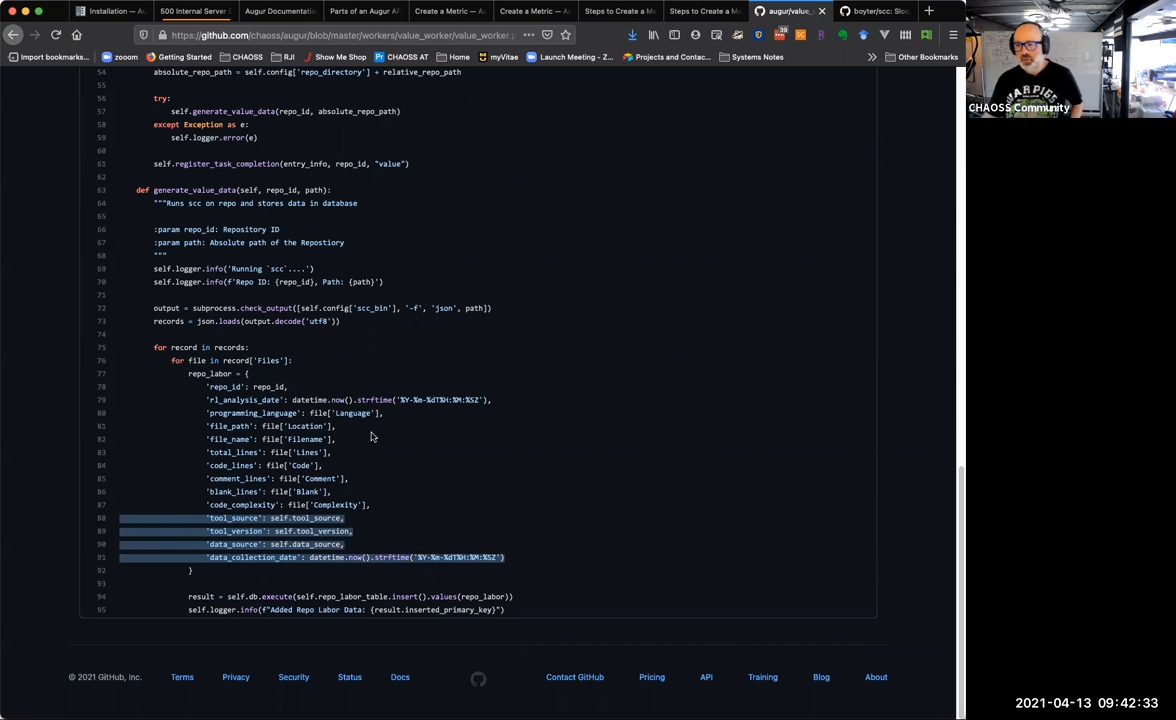 Installation — Au
500 Internal Server E
Augur Documentatio
Parts of an Augur AP
Create a Metric — Au
Create a Metric — Au
Steps to Create a Me
Steps to Create a Me
augur/value_
boyter/scc: Sloc
https://github.com/chaoss/augur/blob/master/workers/value_worker/value_worker.p
39
Import bookmarks...
zooom
Getting Started
CHAOSS
RJI
Show Me Shop
CHAOSS AT
Home
myVitae
Launch Meeting - Z...
Projects and Contac...
Systems Notes
Other Bookmarks
CHAOSS Community
54 absolute_repo_path = self.config['repo_directory'] + relative_repo_path
55
56 try:
57 self.generate_value_data(repo_id, absolute_repo_path)
58 except Exception as e:
59 self.logger.error(e)
60
61 self.register_task_completion(entry_info, repo_id, "value")
62
63 def generate_value_data(self, repo_id, path):
64 """Runs scc on repo and stores data in database
65
66 :param repo_id: Repository ID
67 :param path: Absolute path of the Repostiory
68 """
69 self.logger.info('Running `scc`....')
70 self.logger.info(f'Repo ID: {repo_id}, Path: {path}')
71
72 output = subprocess.check_output([self.config['scc_bin'], '-f', 'json', path])
73 records = json.loads(output.decode('utf8'))
74
75 for record in records:
76 for file in record['Files']:
77 repo_labor = {
78 'repo_id': repo_id,
79 'rl_analysis_date': datetime.now().strftime('%Y-%m-%dT%H:%M:%SZ'),
80 'programming_language': file['Language'],
81 'file_path': file['Location'],
82 'file_name': file['Filename'],
83 'total_lines': file['Lines'],
84 'code_lines': file['Code'],
85 'comment_lines': file['Comment'],
86 'blank_lines': file['Blank'],
87 'code_complexity': file['Complexity'],
88 'tool_source': self.tool_source,
89 'tool_version': self.tool_version,
90 'data_source': self.data_source,
91 'data_collection_date': datetime.now().strftime('%Y-%m-%dT%H:%M:%SZ')
92 }
93
94 result = self.db.execute(self.repo_labor_table.insert().values(repo_labor))
95 self.logger.info(f"Added Repo Labor Data: {result.inserted_primary_key}")
© 2021 GitHub, Inc.
Terms
Privacy
Security
Status
Docs
Contact GitHub
Pricing
API
Training
Blog
About
2021-04-13 09:42:33